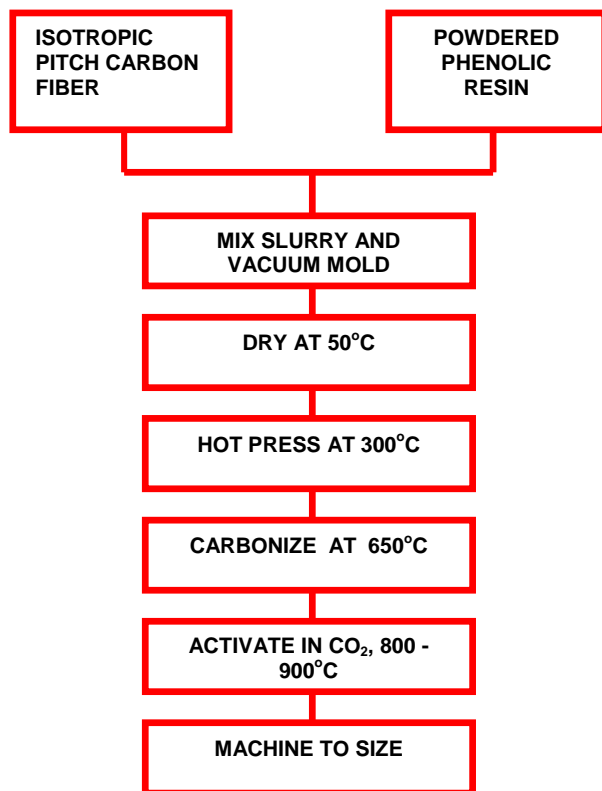 ISOTROPIC
PITCH CARBON
FIBER
POWDERED
PHENOLIC
RESIN
MIX SLURRY AND
VACUUM MOLD
DRY AT 50°C
HOT PRESS AT 300°C
CARBONIZE AT 650°C
ACTIVATE IN CO₂, 800 -
900°C
MACHINE TO SIZE